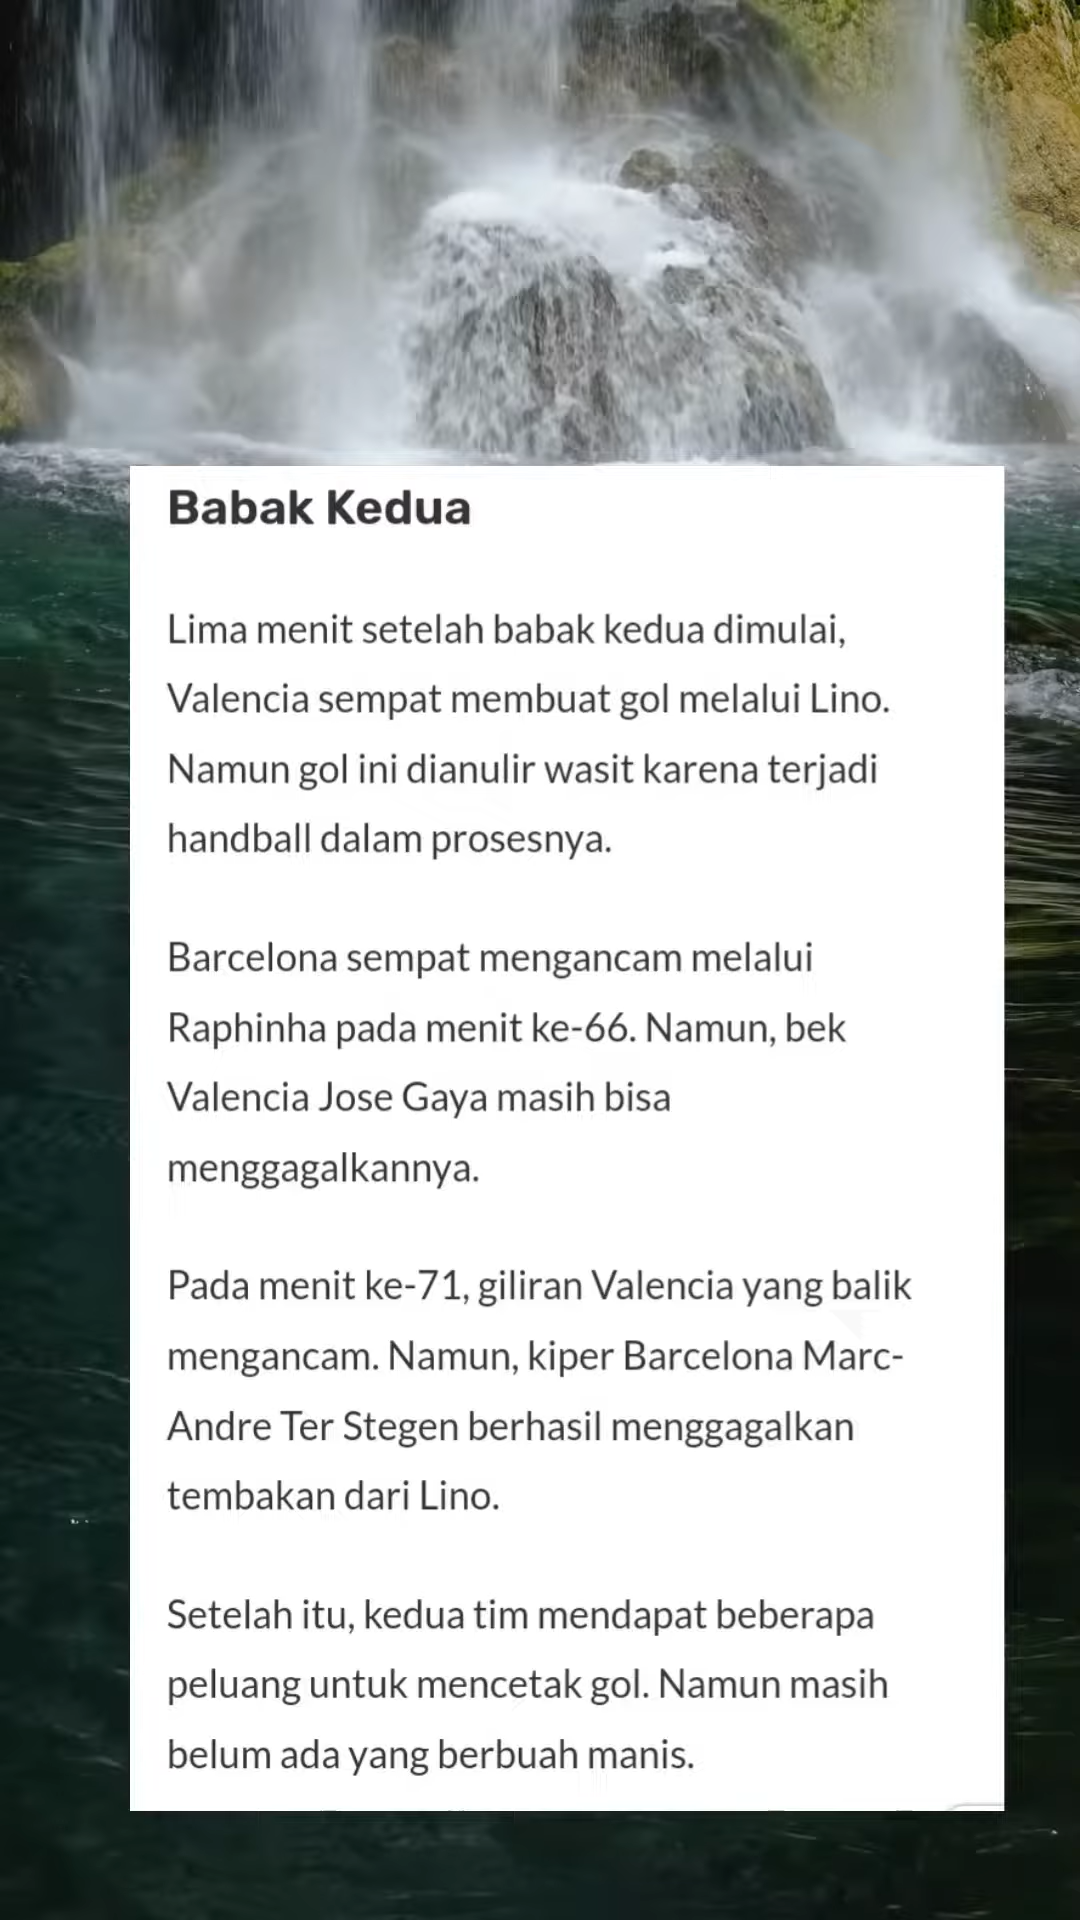 Babak Kedua
Lima menit setelah babak kedua dimulai,
Valencia sempat membuat gol melalui Lino.
Namun gol ini dianulir wasit karena terjadi
handball dalam prosesnya.
Barcelona sempat mengancam melalui
Raphinha pada menit ke-66. Namun, bek
Valencia Jose Gaya masih bisa
menggagalkannya.
Pada menit ke-71, giliran Valencia yang balik
mengancam. Namun, kiper Barcelona Marc-
Andre Ter Stegen berhasil menggagalkan
tembakan dari Lino.
Setelah itu, kedua tim mendapat beberapa
peluang untuk mencetak gol. Namun masih
belum ada yang berbuah manis.